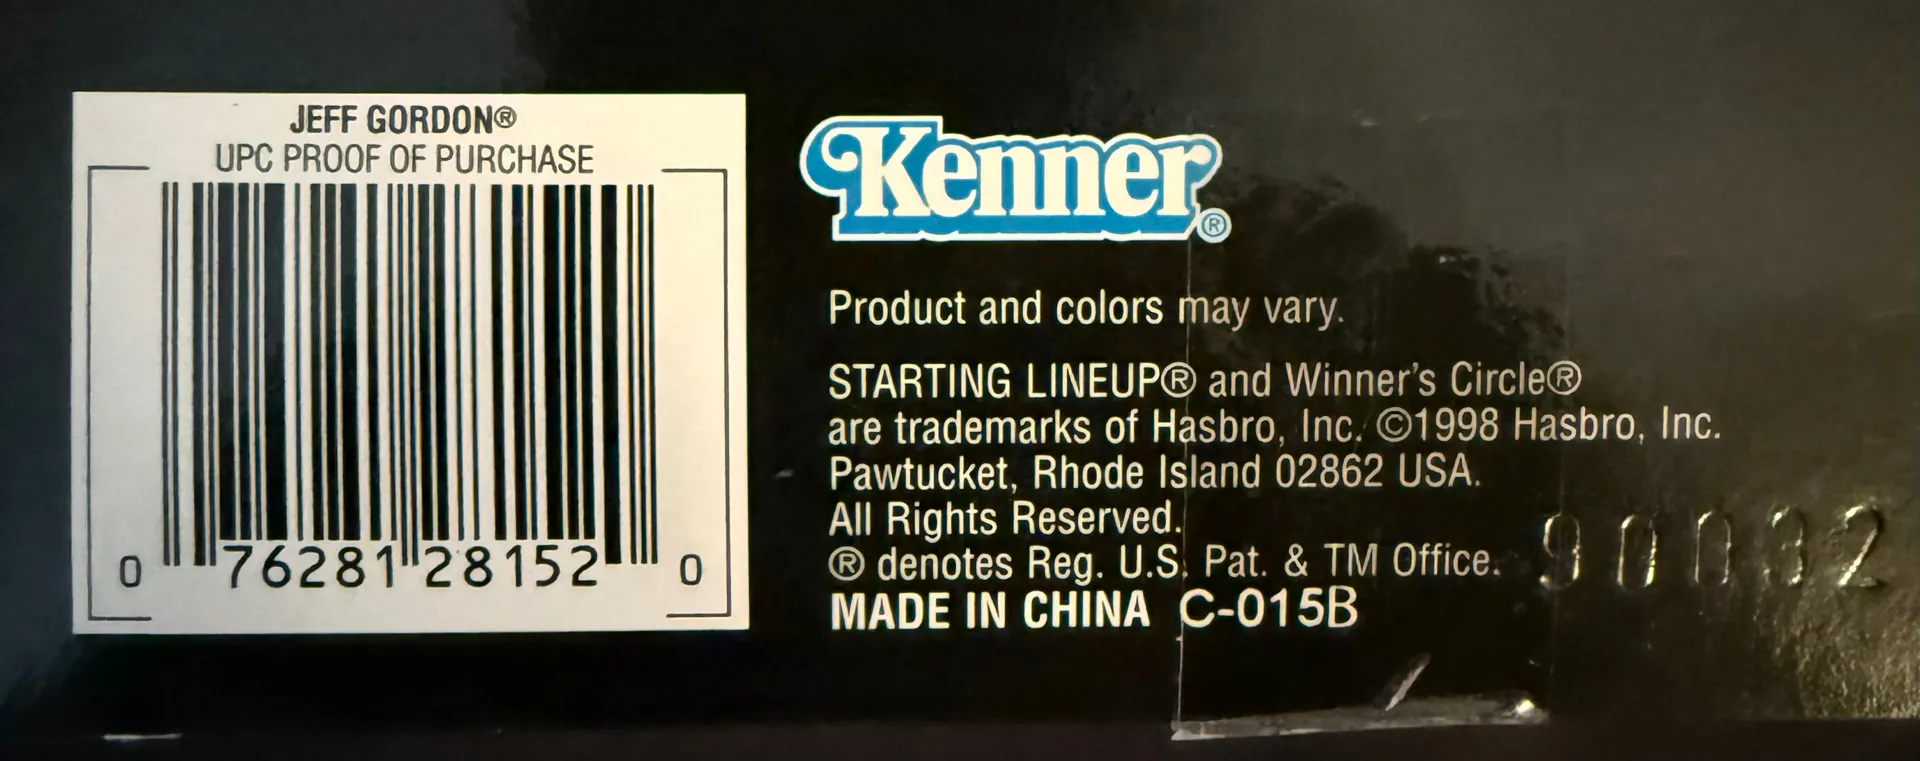 JEFF GORDON®
UPC PROOF OF PURCHASE
0 76281 28152 0
Kenner®
Product and colors may vary.
STARTING LINEUP® and Winner's Circle®
are trademarks of Hasbro, Inc. ©1998 Hasbro, Inc.
Pawtucket, Rhode Island 02862 USA.
All Rights Reserved.
® denotes Reg. U.S. Pat. & TM Office.
MADE IN CHINA C-015B